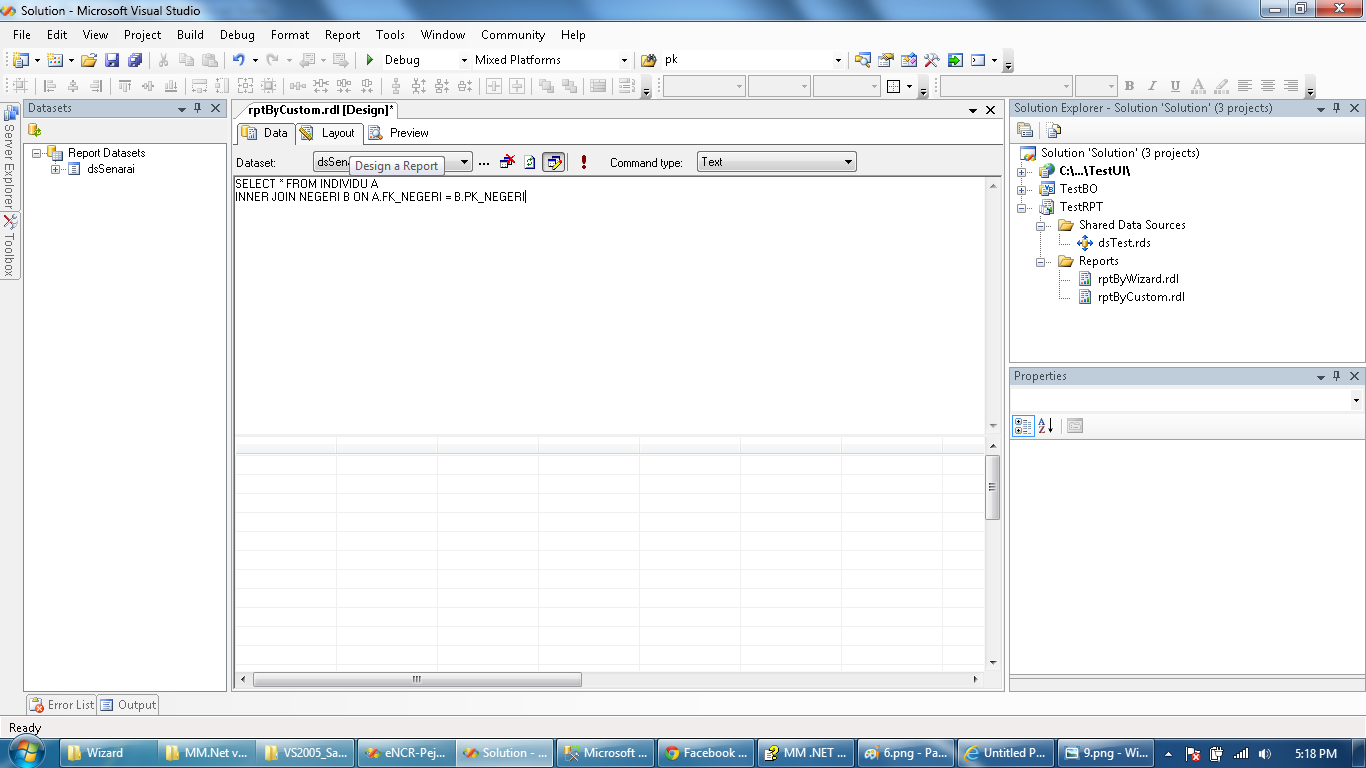 Solution - Microsoft Visual Studio
File Edit View Project Build Debug Format Report Tools Window Community Help
Debug Mixed Platforms pk
Server Explorer
Toolbox
Datasets
Report Datasets
dsSenarai
rptByCustom.rdl [Design]*
Data Layout Preview
Dataset: dsSena Command type: Text
Design a Report
SELECT * FROM INDIVIDU A
INNER JOIN NEGERI B ON A.FK_NEGERI = B.PK_NEGERI
Solution Explorer - Solution 'Solution' (3 projects)
Solution 'Solution' (3 projects)
C:\...\TestUI\
TestBO
TestRPT
Shared Data Sources
dsTest.rds
Reports
rptByWizard.rdl
rptByCustom.rdl
Properties
Error List Output
Ready
Wizard MM.Net v... VS2005_Sa... eNCR-Pej... Solution - ... Microsoft ... Facebook ... MM .NET ... 6.png - Pa... Untitled P... 9.png - Wi... 5:18 PM